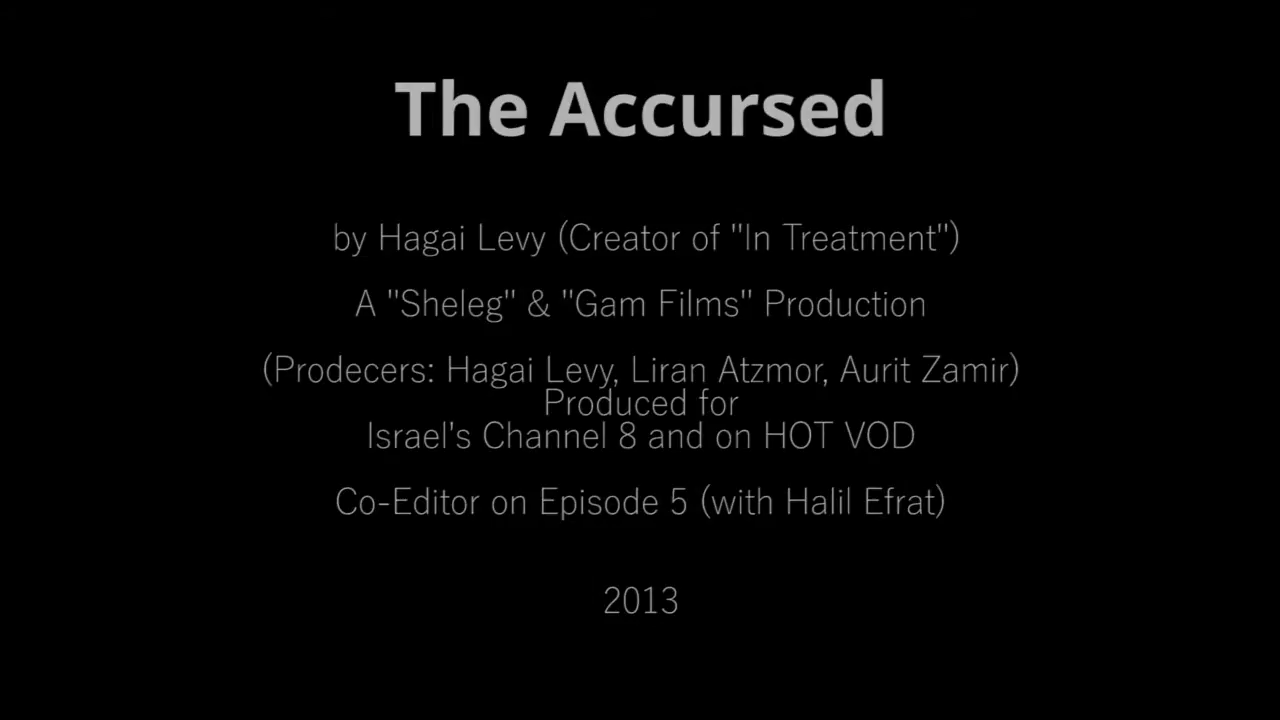 The Accursed
by Hagai Levy (Creator of "In Treatment")
A "Sheleg" & "Gam Films" Production
(Prodecers: Hagai Levy, Liran Atzmor, Aurit Zamir)
Produced for
Israel's Channel 8 and on HOT VOD
Co-Editor on Episode 5 (with Halil Efrat)
2013